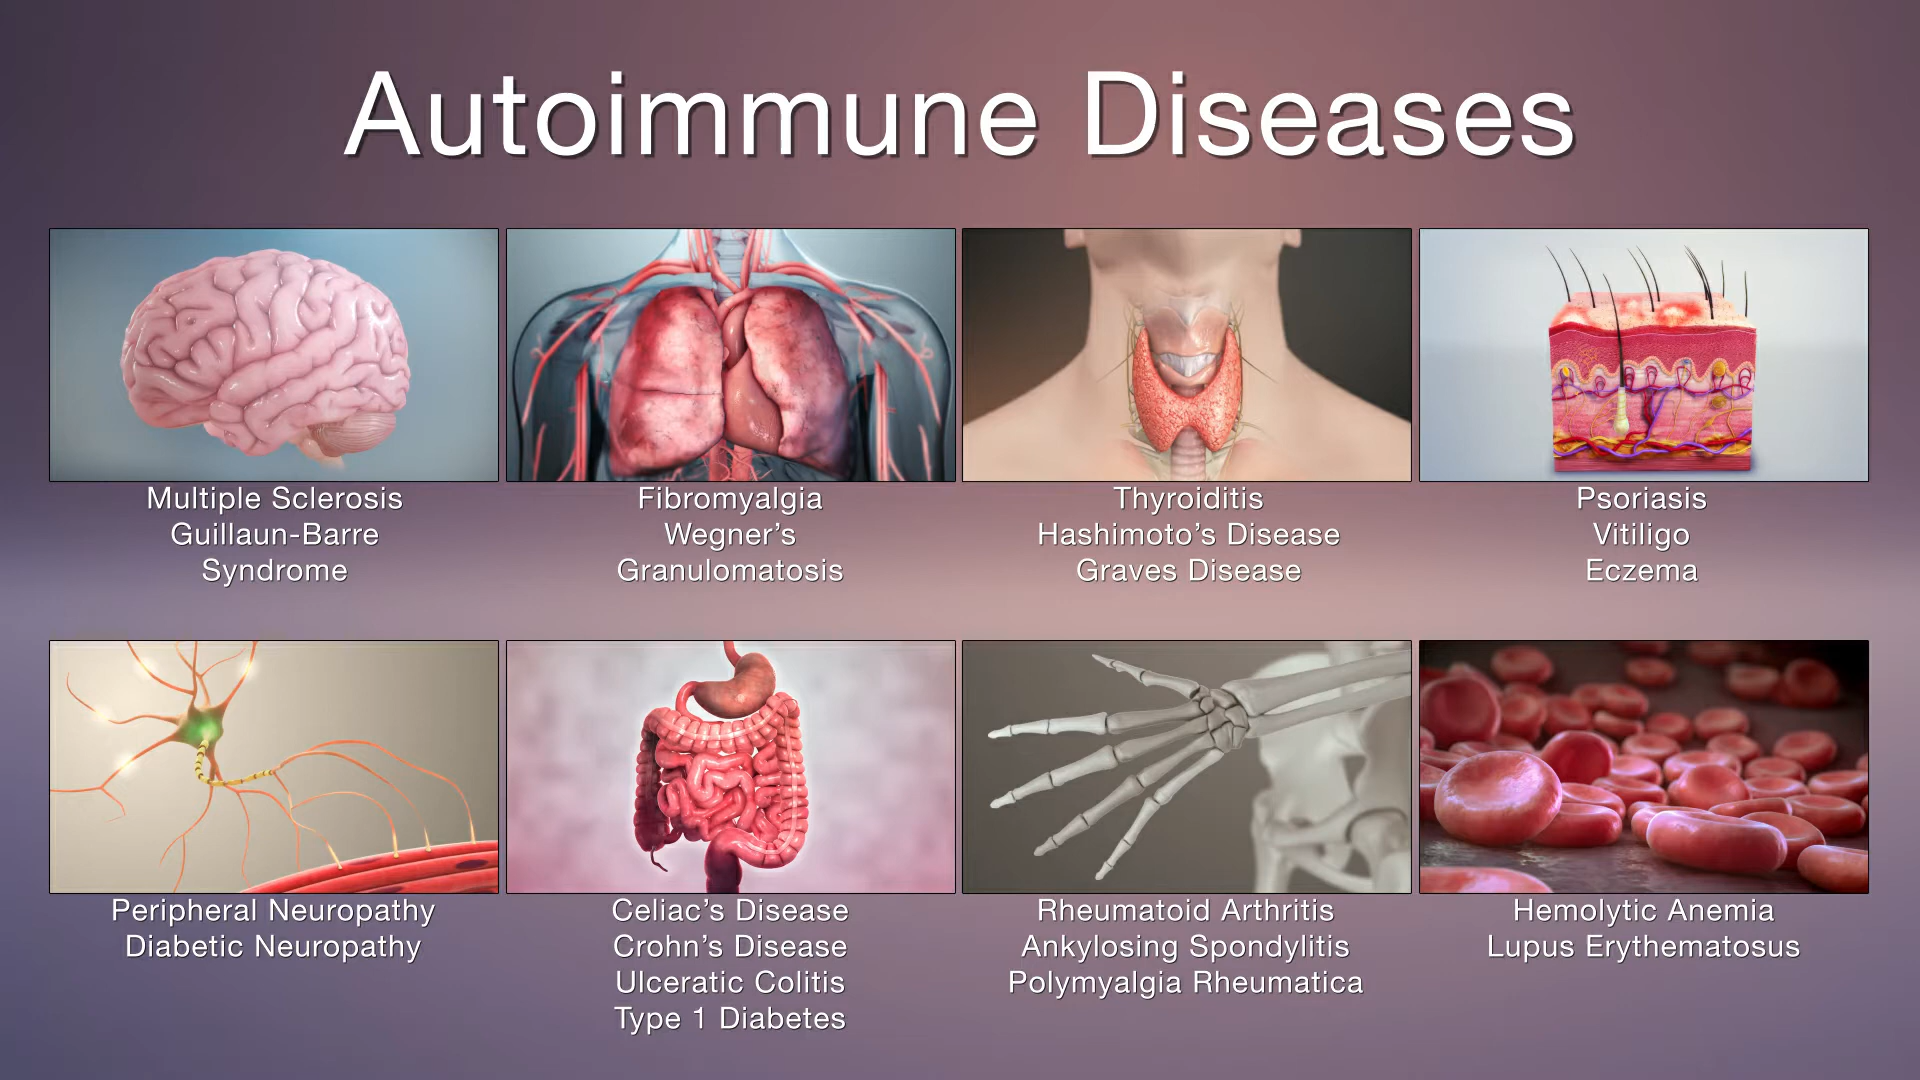 Autoimmune Diseases
Multiple Sclerosis
Guillaun-Barre
Syndrome
Fibromyalgia
Wegner’s
Granulomatosis
Thyroiditis
Hashimoto’s Disease
Graves Disease
Psoriasis
Vitiligo
Eczema
Peripheral Neuropathy
Diabetic Neuropathy
Celiac’s Disease
Crohn’s Disease
Ulceratic Colitis
Type 1 Diabetes
Rheumatoid Arthritis
Ankylosing Spondylitis
Polymyalgia Rheumatica
Hemolytic Anemia
Lupus Erythematosus